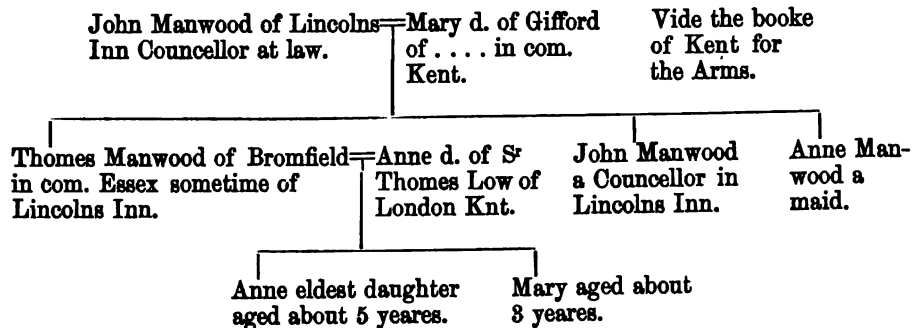 John Manwood of Lincolns
Inn Councellor at law.
Mary d. of Gifford
of . . . . in com.
Kent.
Vide the booke
of Kent for
the Arms.
Thomes Manwood of Bromfield
in com. Essex sometime of
Lincolns Inn.
Anne d. of Sr
Thomes Low of
London Knt.
John Manwood
a Councellor in
Lincolns Inn.
Anne Man-
wood a
maid.
Anne eldest daughter
aged about 5 yeares.
Mary aged about
3 yeares.